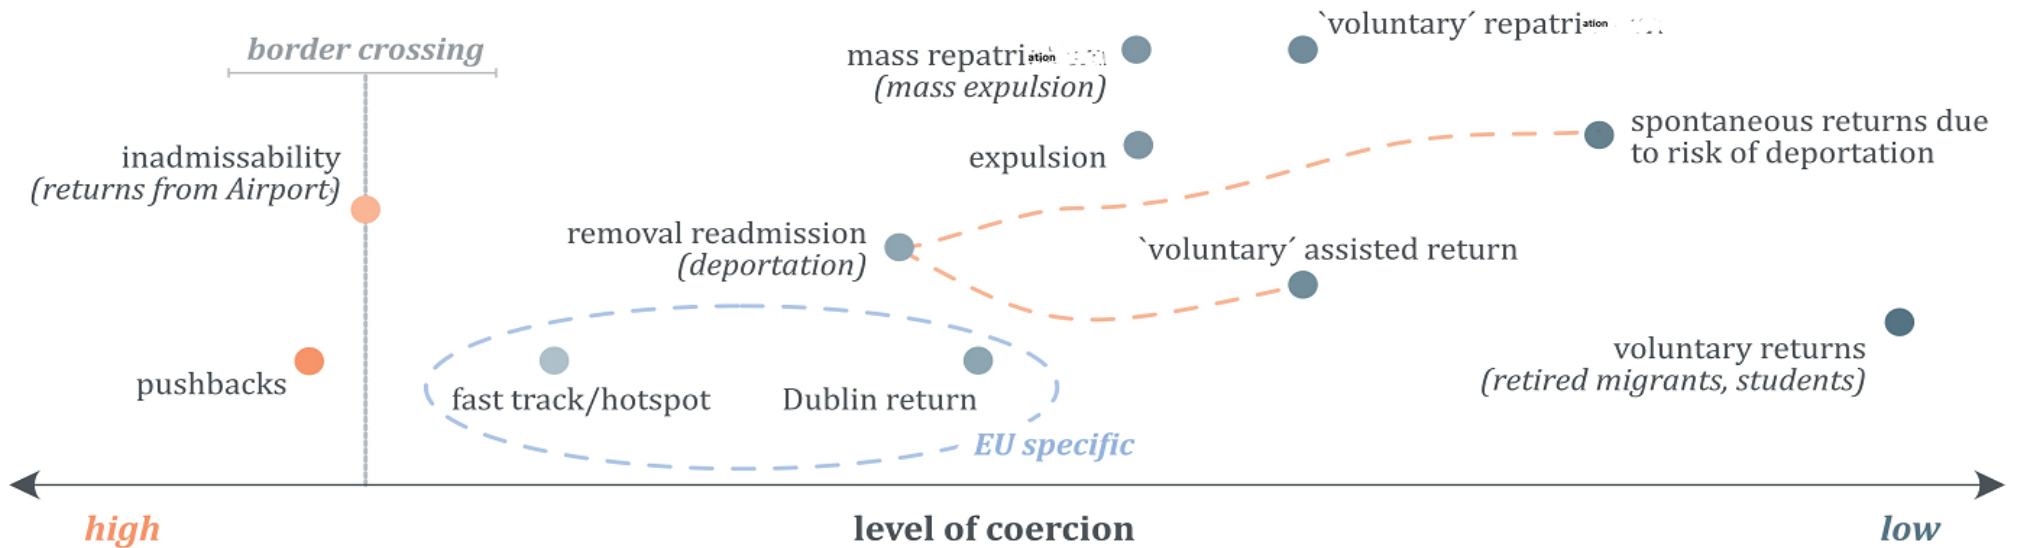 border crossing
mass repatriation
(mass expulsion)
`voluntary´ repatriation
spontaneous returns due
to risk of deportation
inadmissability
(returns from Airport)
expulsion
removal readmission
(deportation)
`voluntary´ assisted return
pushbacks
fast track/hotspot
Dublin return
EU specific
voluntary returns
(retired migrants, students)
high
level of coercion
low